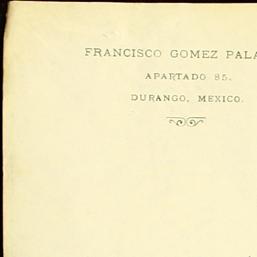 FRANCISCO GOMEZ PALA
APARTADO 85.
DURANGO, MEXICO.